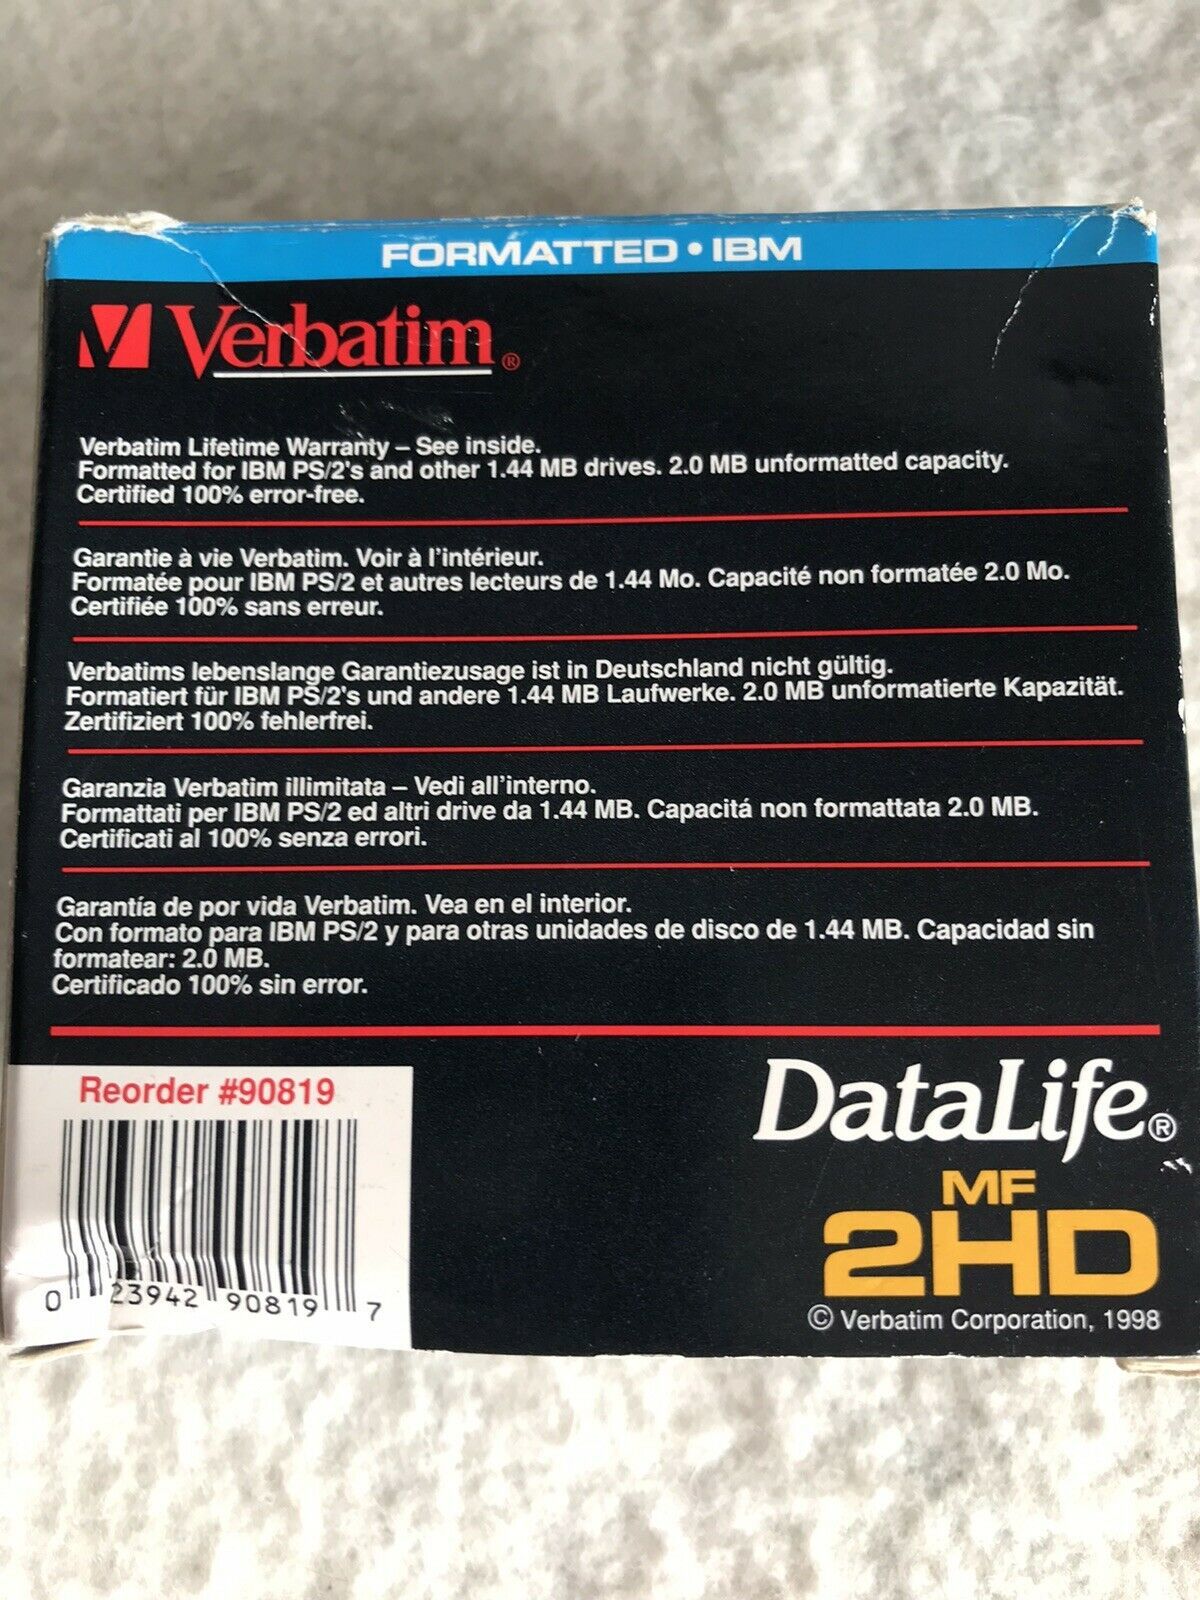 FORMATTED • IBM
Verbatim®
Verbatim Lifetime Warranty – See inside.
Formatted for IBM PS/2's and other 1.44 MB drives. 2.0 MB unformatted capacity.
Certified 100% error-free.
Garantie à vie Verbatim. Voir à l'intérieur.
Formatée pour IBM PS/2 et autres lecteurs de 1.44 Mo. Capacité non formatée 2.0 Mo.
Certifiée 100% sans erreur.
Verbatims lebenslange Garantiezusage ist in Deutschland nicht gültig.
Formatiert für IBM PS/2's und andere 1.44 MB Laufwerke. 2.0 MB unformatierte Kapazität.
Zertifiziert 100% fehlerfrei.
Garanzia Verbatim illimitata – Vedi all'interno.
Formattati per IBM PS/2 ed altri drive da 1.44 MB. Capacitá non formattata 2.0 MB.
Certificati al 100% senza errori.
Garantía de por vida Verbatim. Vea en el interior.
Con formato para IBM PS/2 y para otras unidades de disco de 1.44 MB. Capacidad sin
formatear: 2.0 MB.
Certificado 100% sin error.
Reorder #90819
0 23942 90819 7
DataLife®
MF
2HD
© Verbatim Corporation, 1998